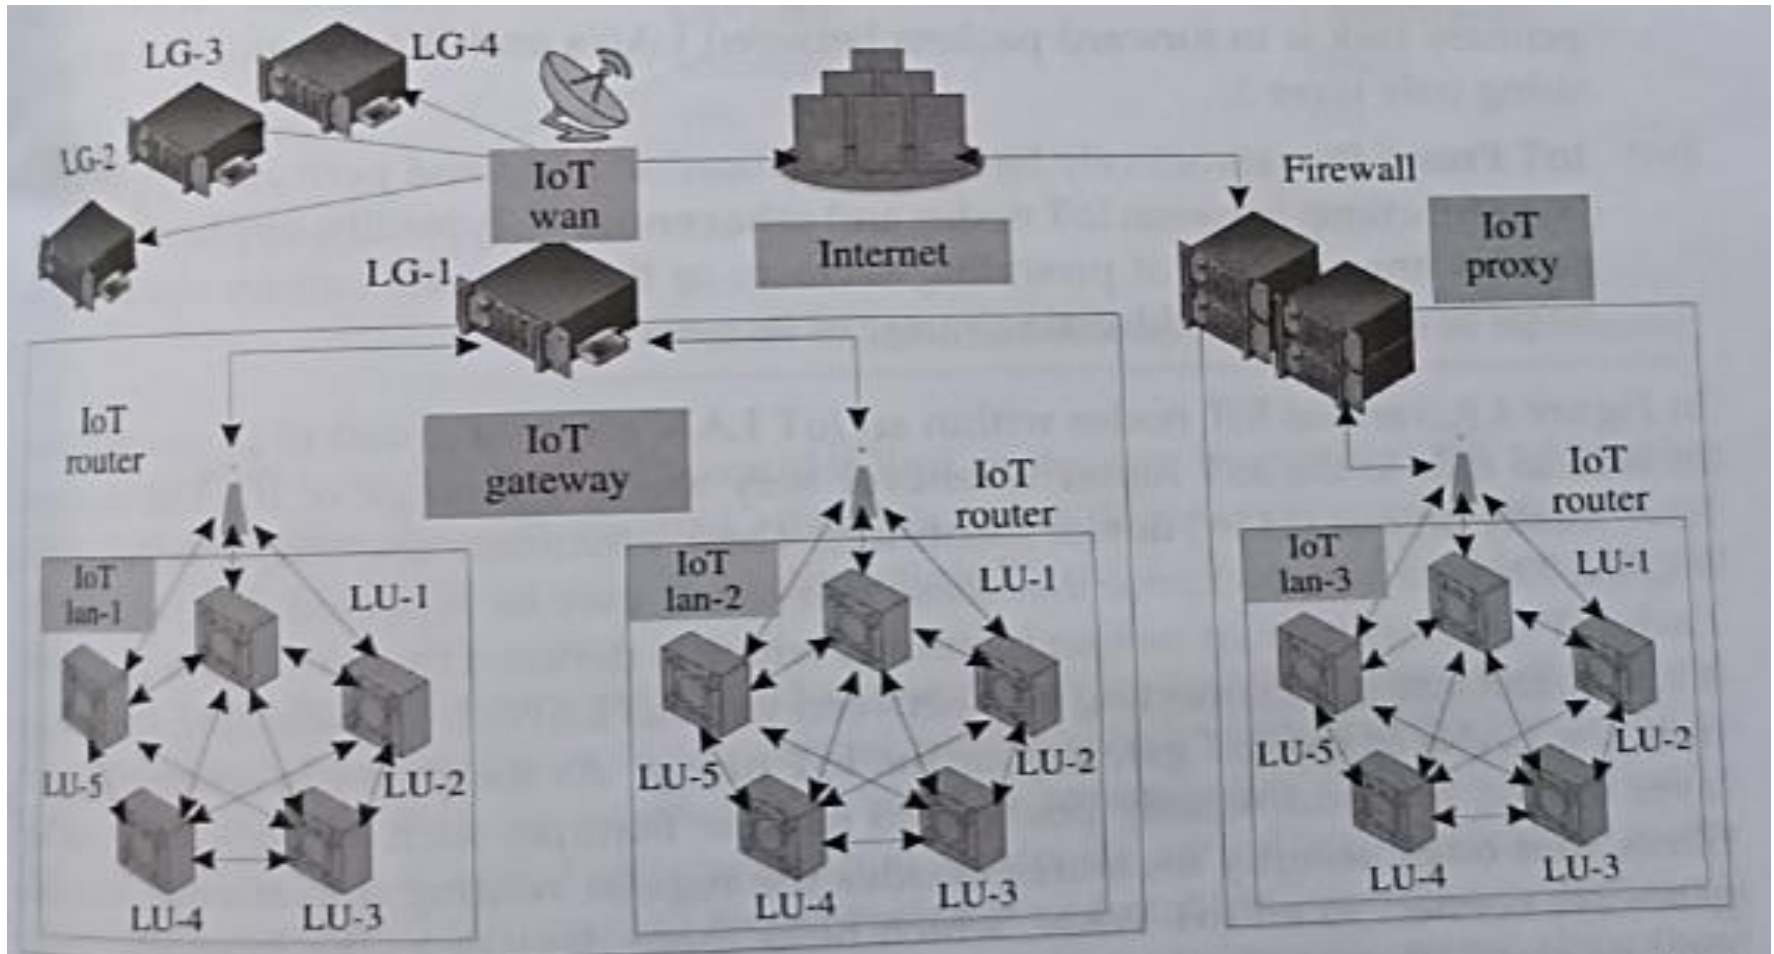 LG-3
LG-4
LG-2
IoT
wan
Firewall
Internet
IoT
proxy
LG-1
IoT
router
IoT
gateway
IoT
router
IoT
router
IoT
lan-1
LU-1
LU-5
LU-2
LU-4
LU-3
IoT
lan-2
LU-1
LU-5
LU-2
LU-4
LU-3
IoT
lan-3
LU-1
LU-5
LU-2
LU-4
LU-3